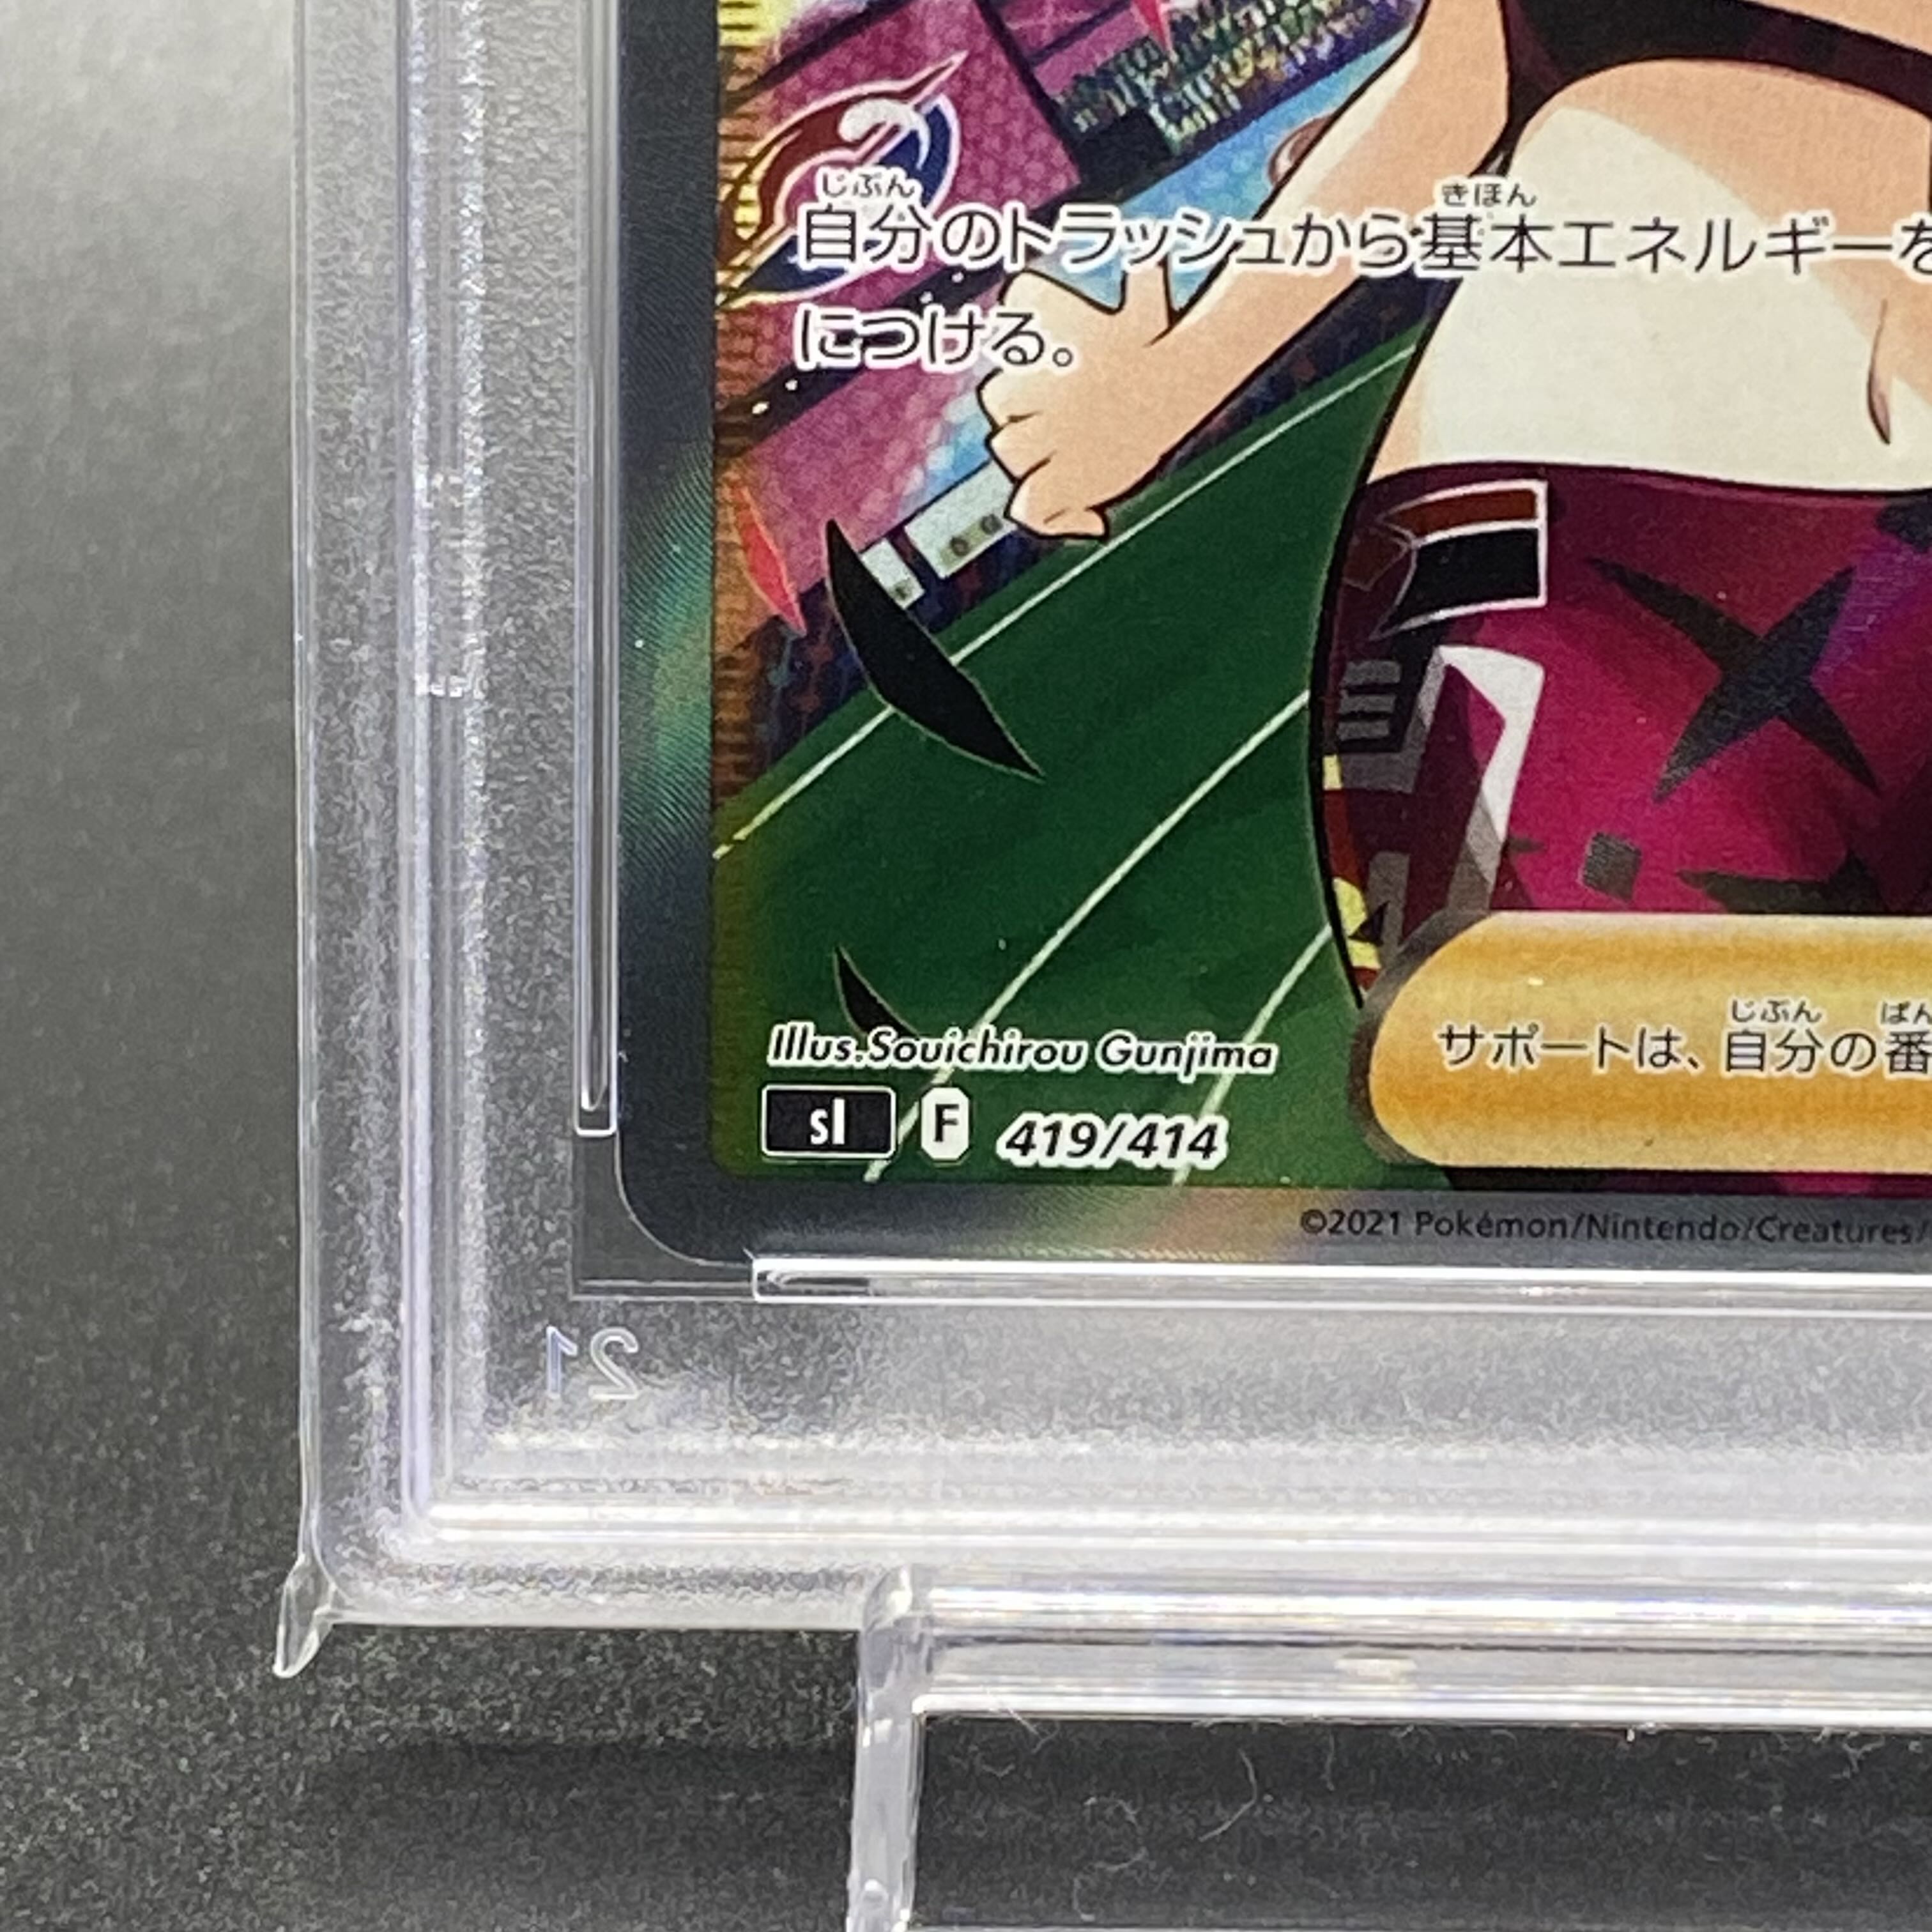 じぶん きほん
自分のトラッシュから基本エネルギーを
につける。
Illus.Souichirou Gunjima
じぶん ばん
サポートは、自分の番
sI F 419/414
©2021 Pokémon/Nintendo/Creatures/
21